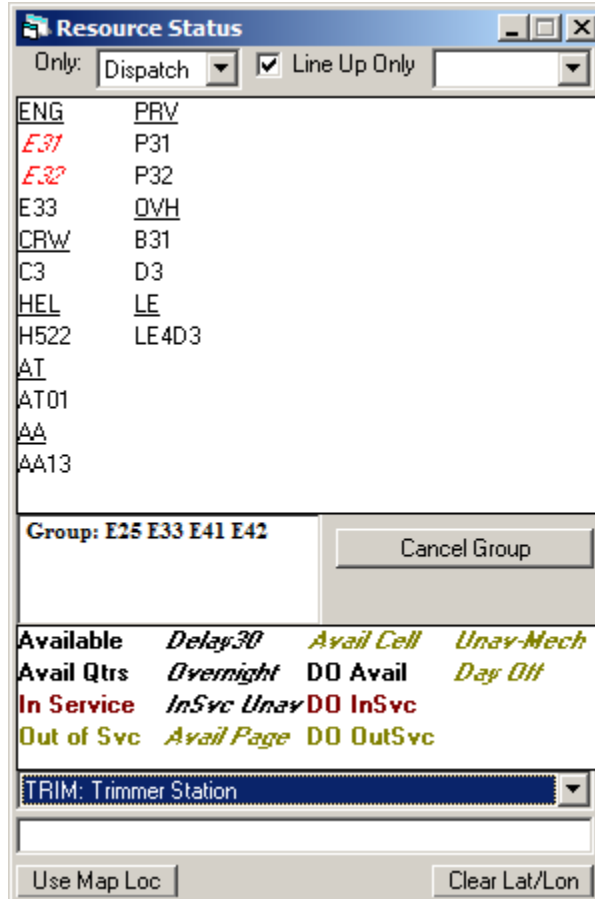 Resource Status
Only: Dispatch Line Up Only
ENG PRV
E31 P31
E32 P32
E33 OVH
CRW B31
C3 D3
HEL LE
H522 LE4D3
AT
AT01
AA
AA13
Group: E25 E33 E41 E42
Cancel Group
Available Delay30 Avail Cell Unav-Mech
Avail Qtrs Overnight DO Avail Day Off
In Service InSvc Unav DO InSvc
Out of Svc Avail Page DO OutSvc
TRIM: Trimmer Station
Use Map Loc Clear Lat/Lon